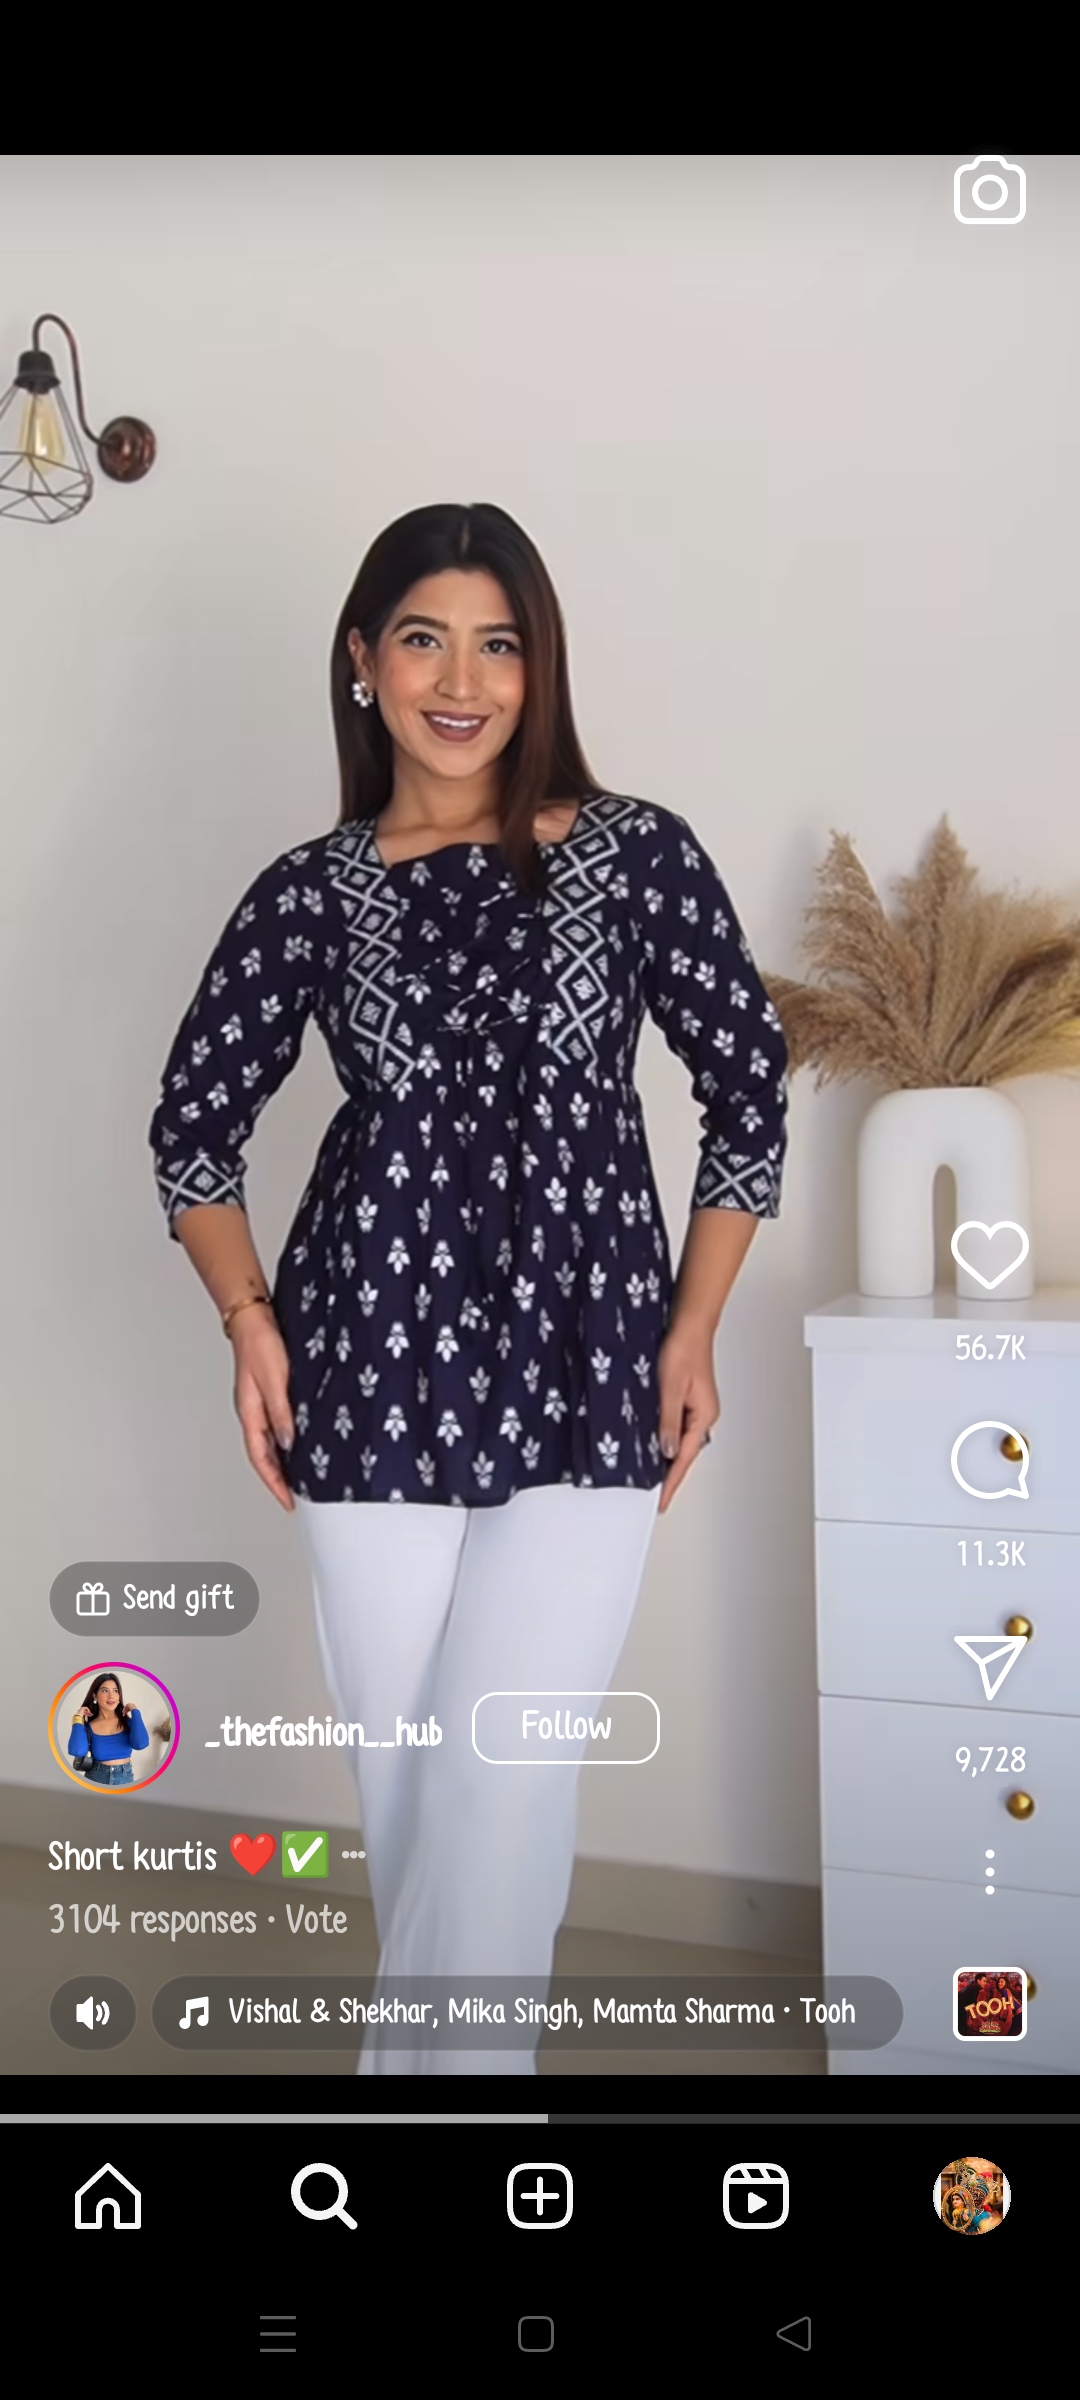 56.7K
11.3K
Send gift
9,728
_thefashion__hub
Follow
Short kurtis ❤️✅ •••
3104 responses • Vote
Vishal & Shekhar, Mika Singh, Mamta Sharma • Tooh
TOOH